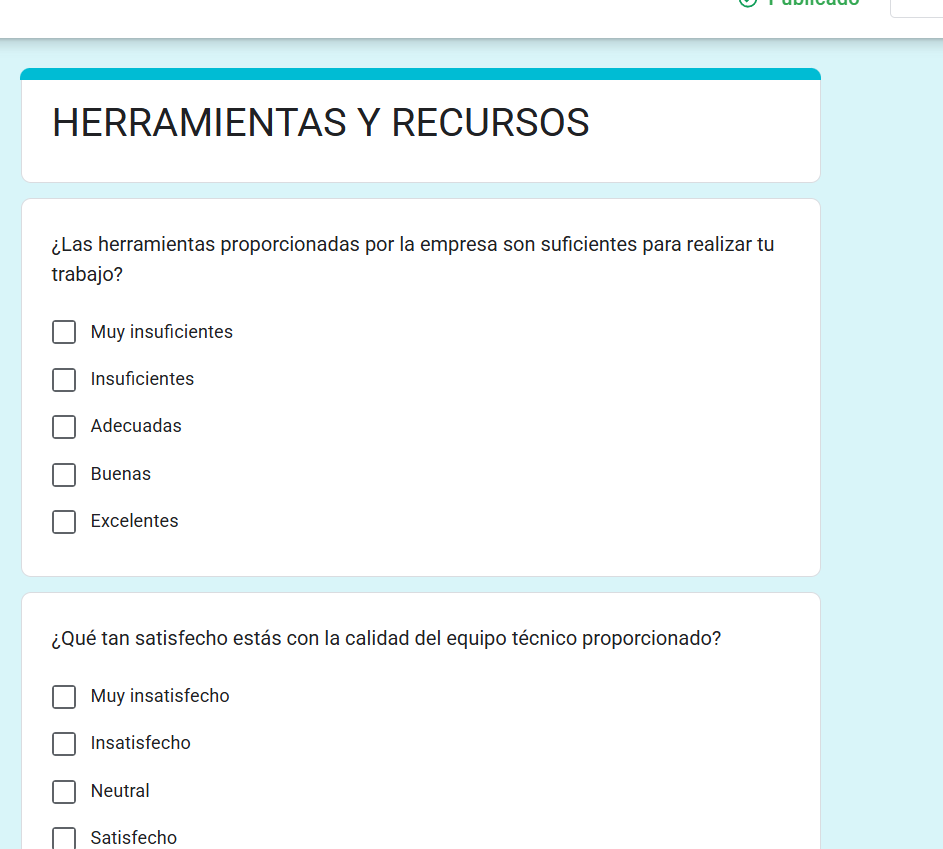 Publicado
HERRAMIENTAS Y RECURSOS
¿Las herramientas proporcionadas por la empresa son suficientes para realizar tu
trabajo?
Muy insuficientes
Insuficientes
Adecuadas
Buenas
Excelentes
¿Qué tan satisfecho estás con la calidad del equipo técnico proporcionado?
Muy insatisfecho
Insatisfecho
Neutral
Satisfecho